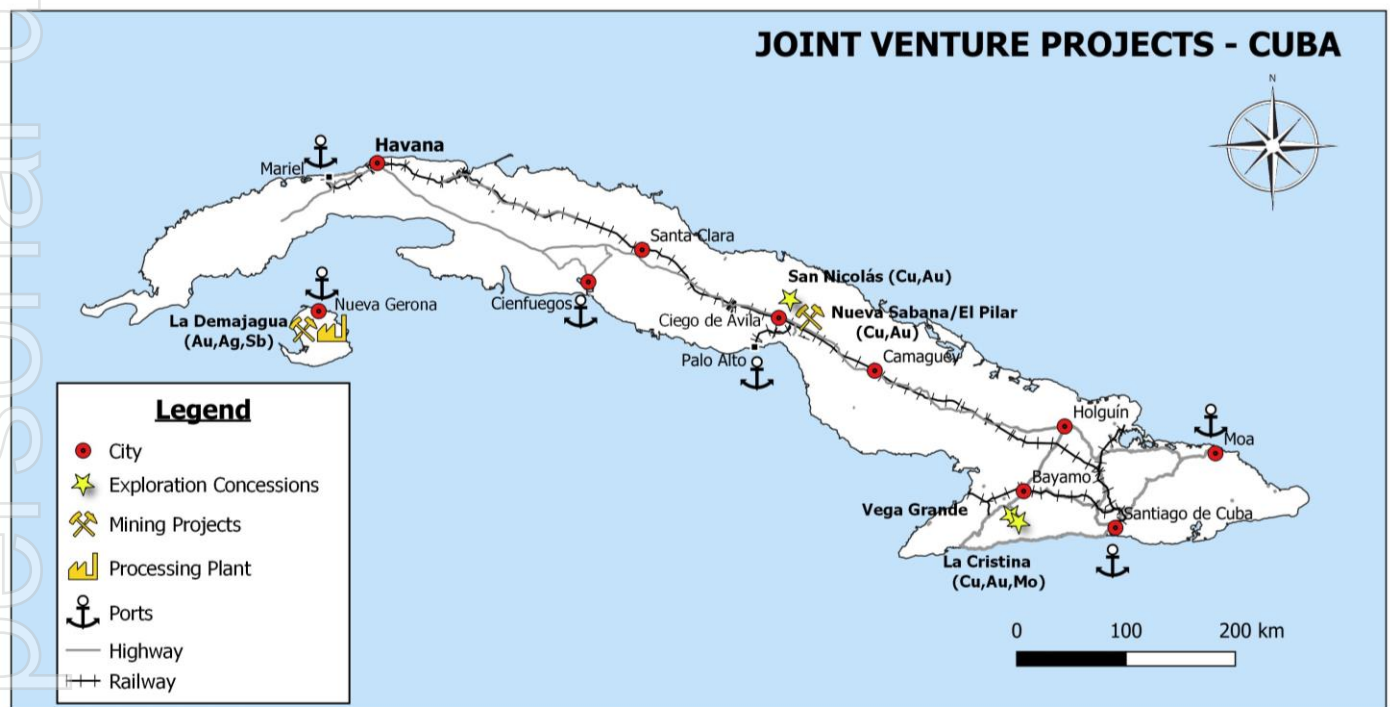 JOINT VENTURE PROJECTS - CUBA
N
Havana
Mariel
Santa Clara
San Nicolás (Cu,Au)
Nueva Gerona
Cienfuegos
Ciego de Ávila
Nueva Sabana/El Pilar
(Cu,Au)
La Demajagua
(Au,Ag,Sb)
Palo Alto
Camaguey
Holguín
Moa
Bayamo
Vega Grande
Santiago de Cuba
La Cristina
(Cu,Au,Mo)
Legend
City
Exploration Concessions
Mining Projects
Processing Plant
Ports
Highway
Railway
0 100 200 km
personal u